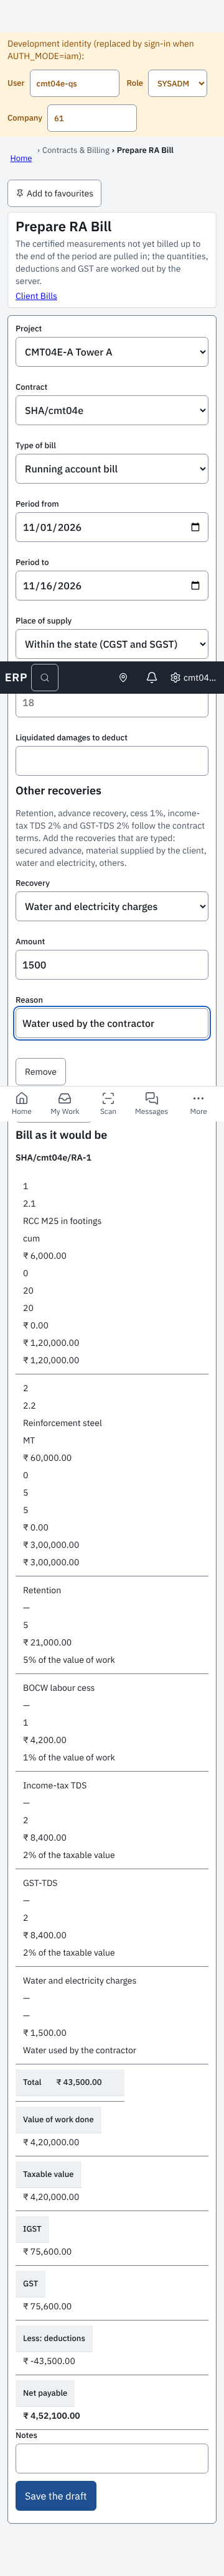 Development identity (replaced by sign-in when
AUTH_MODE=iam):
User cmt04e-qs Role SYSADM
Company 61
Home › Contracts & Billing › Prepare RA Bill
Add to favourites
Prepare RA Bill
The certified measurements not yet billed up to
the end of the period are pulled in; the quantities,
deductions and GST are worked out by the
server.
Client Bills
Project
CMT04E-A Tower A
Contract
SHA/cmt04e
Type of bill
Running account bill
Period from
11/01/2026
Period to
11/16/2026
Place of supply
Within the state (CGST and SGST)
ERP cmt04...
18
Liquidated damages to deduct
Other recoveries
Retention, advance recovery, cess 1%, income-
tax TDS 2% and GST-TDS 2% follow the contract
terms. Add the recoveries that are typed:
secured advance, material supplied by the client,
water and electricity, others.
Recovery
Water and electricity charges
Amount
1500
Reason
Water used by the contractor
Remove
Home My Work Scan Messages More
Bill as it would be
SHA/cmt04e/RA-1
1
2.1
RCC M25 in footings
cum
₹ 6,000.00
0
20
20
₹ 0.00
₹ 1,20,000.00
₹ 1,20,000.00
2
2.2
Reinforcement steel
MT
₹ 60,000.00
0
5
5
₹ 0.00
₹ 3,00,000.00
₹ 3,00,000.00
Retention
—
5
₹ 21,000.00
5% of the value of work
BOCW labour cess
—
1
₹ 4,200.00
1% of the value of work
Income-tax TDS
—
2
₹ 8,400.00
2% of the taxable value
GST-TDS
—
2
₹ 8,400.00
2% of the taxable value
Water and electricity charges
—
—
₹ 1,500.00
Water used by the contractor
Total ₹ 43,500.00
Value of work done
₹ 4,20,000.00
Taxable value
₹ 4,20,000.00
IGST
₹ 75,600.00
GST
₹ 75,600.00
Less: deductions
₹ -43,500.00
Net payable
₹ 4,52,100.00
Notes
Save the draft